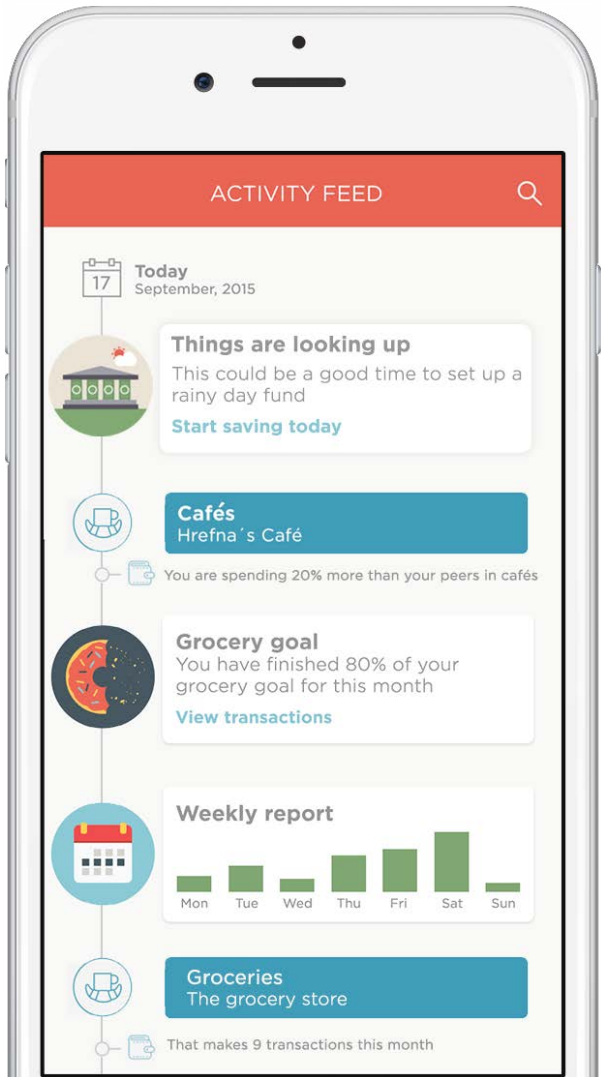 ACTIVITY FEED
17
Today
September, 2015
Things are looking up
This could be a good time to set up a
rainy day fund
Start saving today
Cafés
Hrefna´s Café
You are spending 20% more than your peers in cafés
Grocery goal
You have finished 80% of your
grocery goal for this month
View transactions
Weekly report
Mon Tue Wed Thu Fri Sat Sun
Groceries
The grocery store
That makes 9 transactions this month